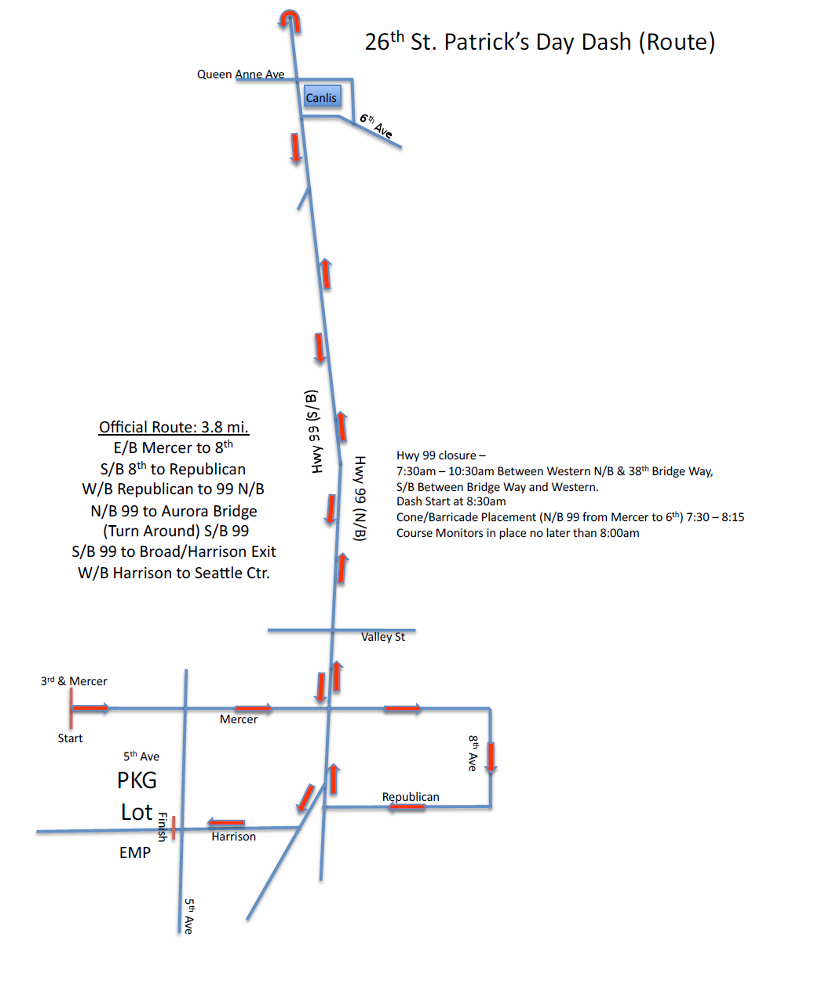 26th St. Patrick's Day Dash (Route)
Queen Anne Ave
Canlis
6th Ave
Hwy 99 (S/B)
Hwy 99 (N/B)
Official Route: 3.8 mi.
E/B Mercer to 8th
S/B 8th to Republican
W/B Republican to 99 N/B
N/B 99 to Aurora Bridge
(Turn Around) S/B 99
S/B 99 to Broad/Harrison Exit
W/B Harrison to Seattle Ctr.
Hwy 99 closure –
7:30am – 10:30am Between Western N/B & 38th Bridge Way,
S/B Between Bridge Way and Western.
Dash Start at 8:30am
Cone/Barricade Placement (N/B 99 from Mercer to 6th) 7:30 – 8:15
Course Monitors in place no later than 8:00am
Valley St
3rd & Mercer
Mercer
Start
8th Ave
5th Ave
PKG
Lot
Finish
Republican
Harrison
EMP
5th Ave